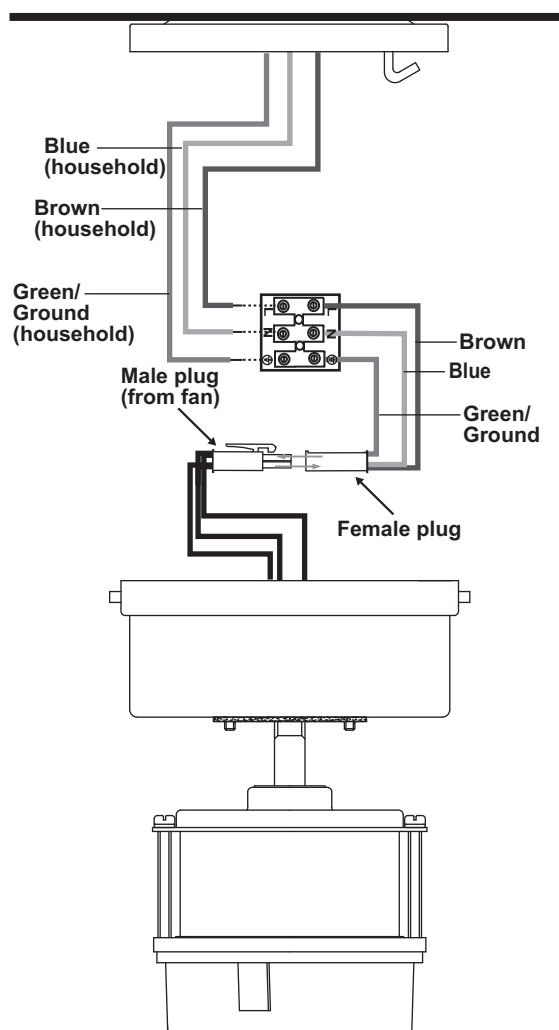 Blue
(household)
Brown
(household)
Green/
Ground
(household)
L
L
N
N
Brown
Blue
Green/
Ground
Male plug
(from fan)
Female plug